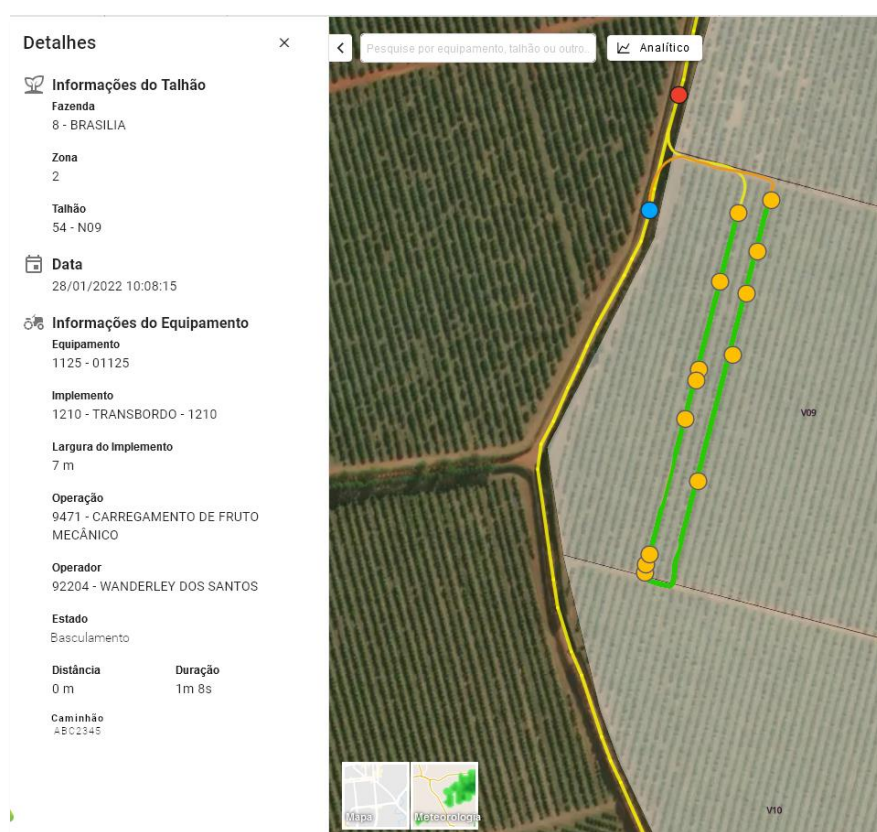 Detalhes
Informações do Talhão
Fazenda
8 - BRASILIA
Zona
2
Talhão
54 - N09
Data
28/01/2022 10:08:15
Informações do Equipamento
Equipamento
1125 - 01125
Implemento
1210 - TRANSBORDO - 1210
Largura do Implemento
7 m
Operação
9471 - CARREGAMENTO DE FRUTO
MECÂNICO
Operador
92204 - WANDERLEY DOS SANTOS
Estado
Basculamento
Distância Duração
0 m 1m 8s
Caminhão
ABC2345
Pesquise por equipamento, talhão ou outro..
Analítico
V09
V10
Mapa
Meteorologia